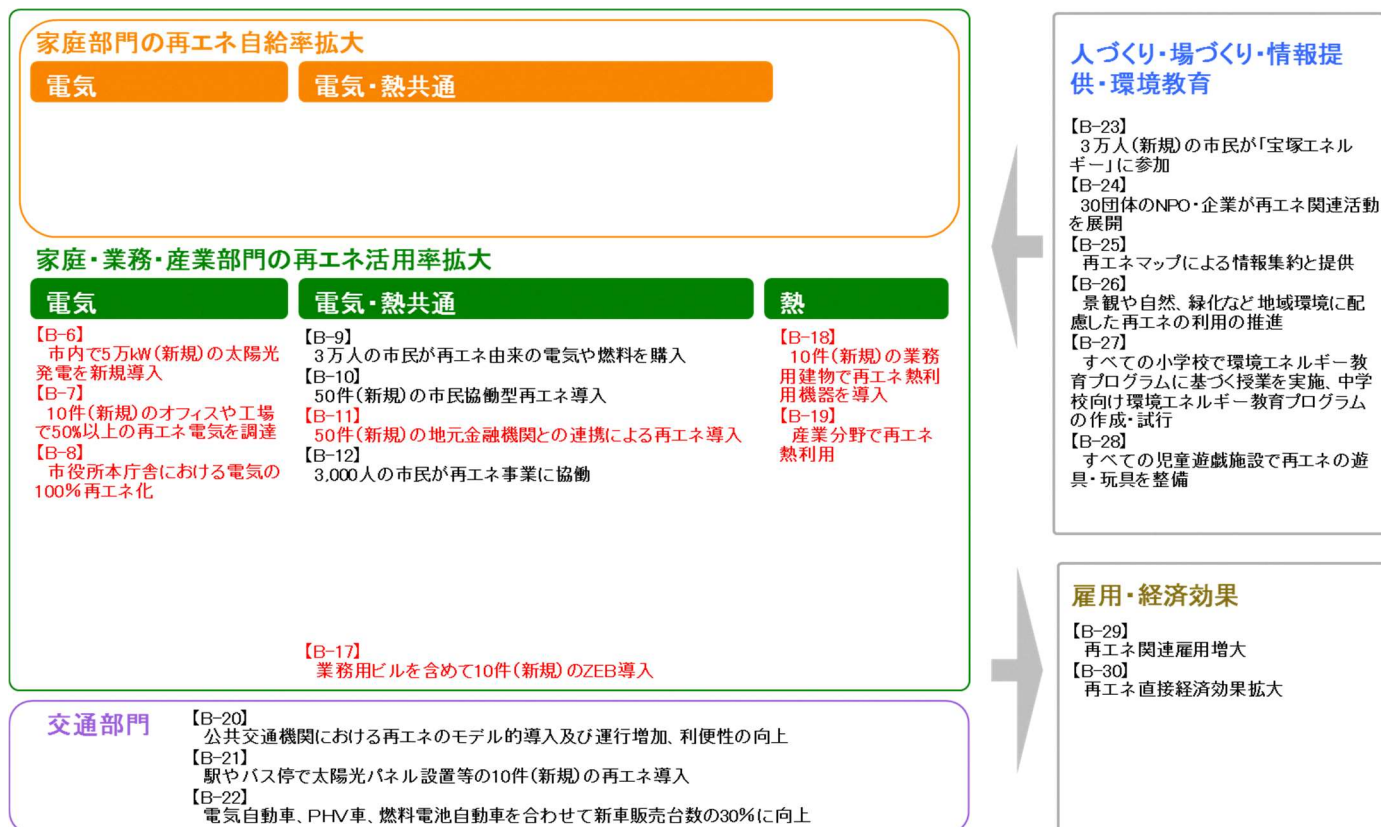 家庭部門の再エネ自給率拡大
電気
電気・熱共通
家庭・業務・産業部門の再エネ活用率拡大
電気
【B-6】
市内で5万kW(新規)の太陽光
発電を新規導入
【B-7】
10件(新規)のオフィスや工場
で50%以上の再エネ電気を調達
【B-8】
市役所本庁舎における電気の
100%再エネ化
電気・熱共通
【B-9】
3万人の市民が再エネ由来の電気や燃料を購入
【B-10】
50件(新規)の市民協働型再エネ導入
【B-11】
50件(新規)の地元金融機関との連携による再エネ導入
【B-12】
3,000人の市民が再エネ事業に協働
【B-17】
業務用ビルを含めて10件(新規)のZEB導入
熱
【B-18】
10件(新規)の業務
用建物で再エネ熱利
用機器を導入
【B-19】
産業分野で再エネ
熱利用
交通部門
【B-20】
公共交通機関における再エネのモデル的導入及び運行増加、利便性の向上
【B-21】
駅やバス停で太陽光パネル設置等の10件(新規)の再エネ導入
【B-22】
電気自動車、PHV車、燃料電池自動車を合わせて新車販売台数の30%に向上
人づくり・場づくり・情報提
供・環境教育
【B-23】
3万人(新規)の市民が「宝塚エネル
ギー」に参加
【B-24】
30団体のNPO・企業が再エネ関連活動
を展開
【B-25】
再エネマップによる情報集約と提供
【B-26】
景観や自然、緑化など地域環境に配
慮した再エネの利用の推進
【B-27】
すべての小学校で環境エネルギー教
育プログラムに基づく授業を実施、中学
校向け環境エネルギー教育プログラム
の作成・試行
【B-28】
すべての児童遊戯施設で再エネの遊
具・玩具を整備
雇用・経済効果
【B-29】
再エネ関連雇用増大
【B-30】
再エネ直接経済効果拡大